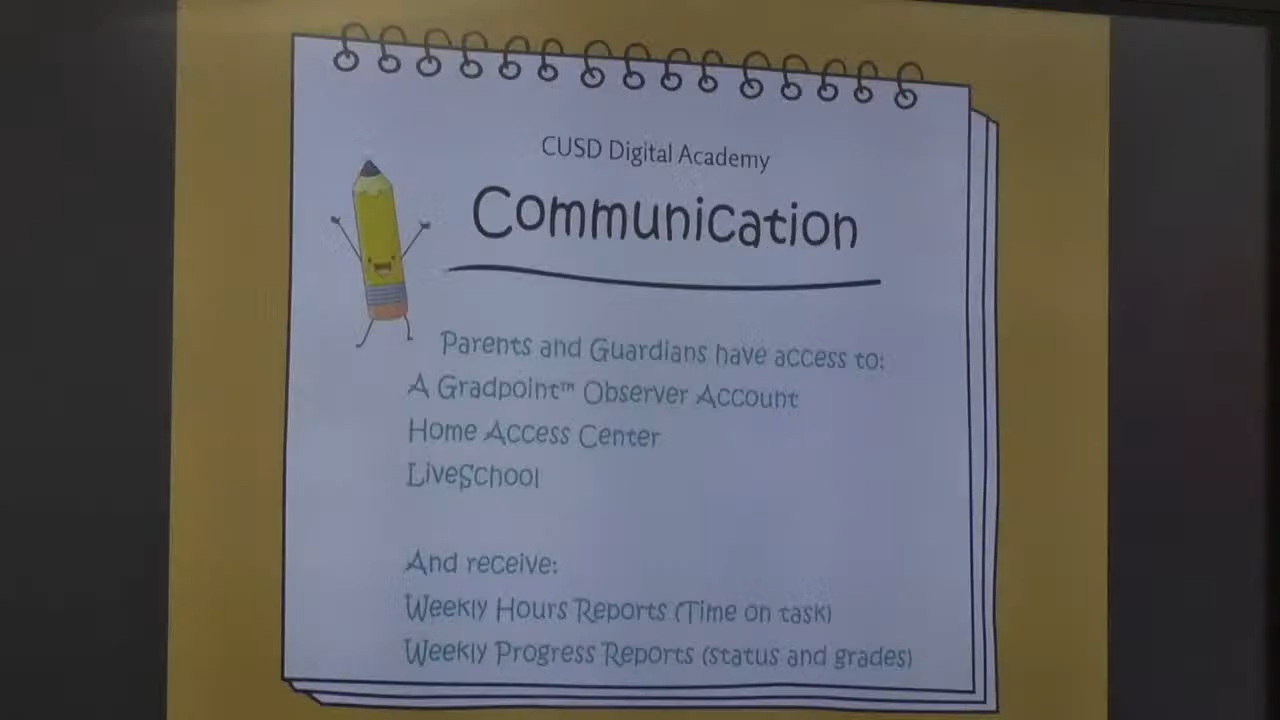 CUSD Digital Academy
Communication
Parents and Guardians have access to:
A Gradpoint™ Observer Account
Home Access Center
LiveSchool
And receive:
Weekly Hours Reports (Time on task)
Weekly Progress Reports (status and grades)